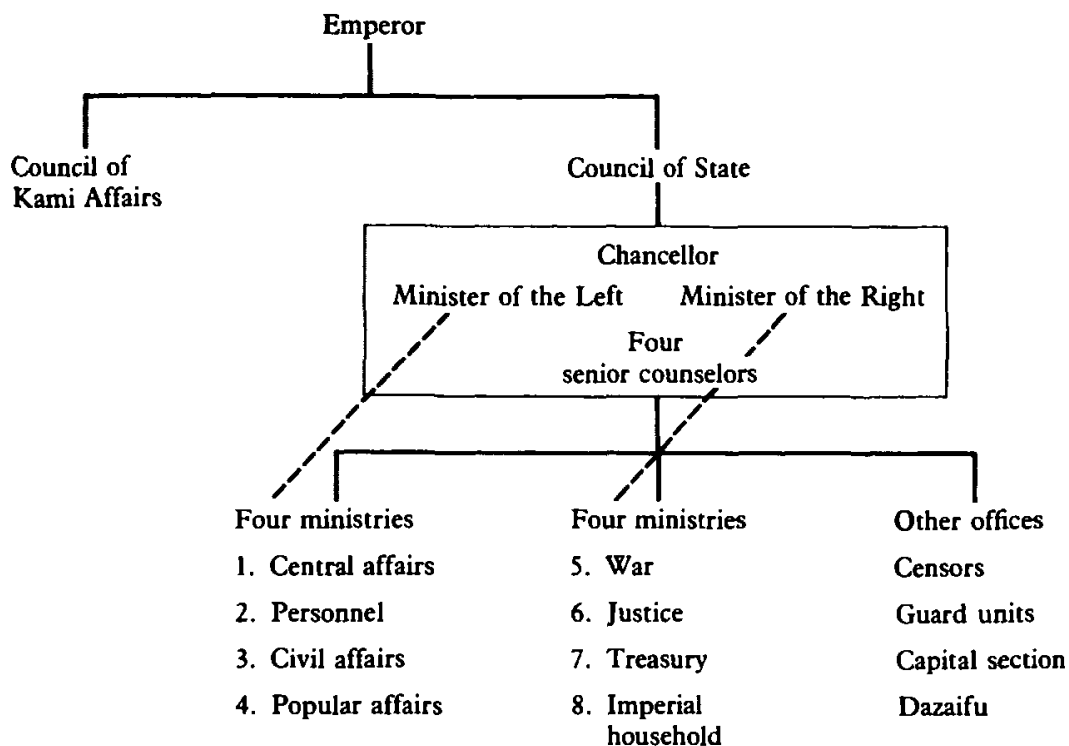 Emperor
Council of
Kami Affairs
Council of State
Chancellor
Minister of the Left
Minister of the Right
Four
senior counselors
Four ministries
1. Central affairs
2. Personnel
3. Civil affairs
4. Popular affairs
Four ministries
5. War
6. Justice
7. Treasury
8. Imperial
household
Other offices
Censors
Guard units
Capital section
Dazaifu